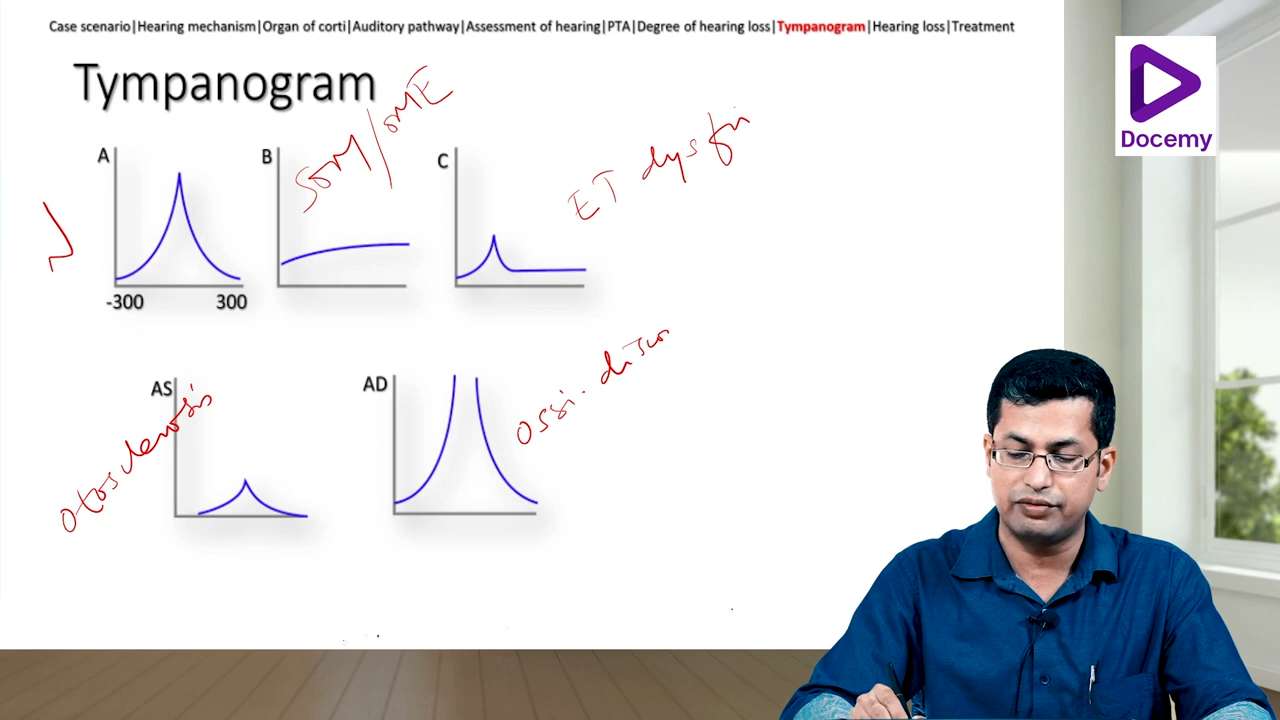 Case scenario|Hearing mechanism|Organ of corti|Auditory pathway|Assessment of hearing|PTA|Degree of hearing loss|Tympanogram|Hearing loss|Treatment
Tympanogram
Docemy
A
B
C
SOM/OME
ET dysfn
N
-300 300
AS
AD
otosclerosis
ossi. discon